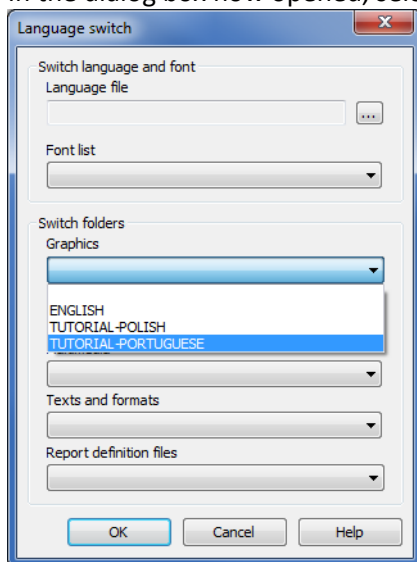 Language switch
Switch language and font
Language file
...
Font list
Switch folders
Graphics
ENGLISH
TUTORIAL-POLISH
TUTORIAL-PORTUGUESE
Texts and formats
Report definition files
OK Cancel Help